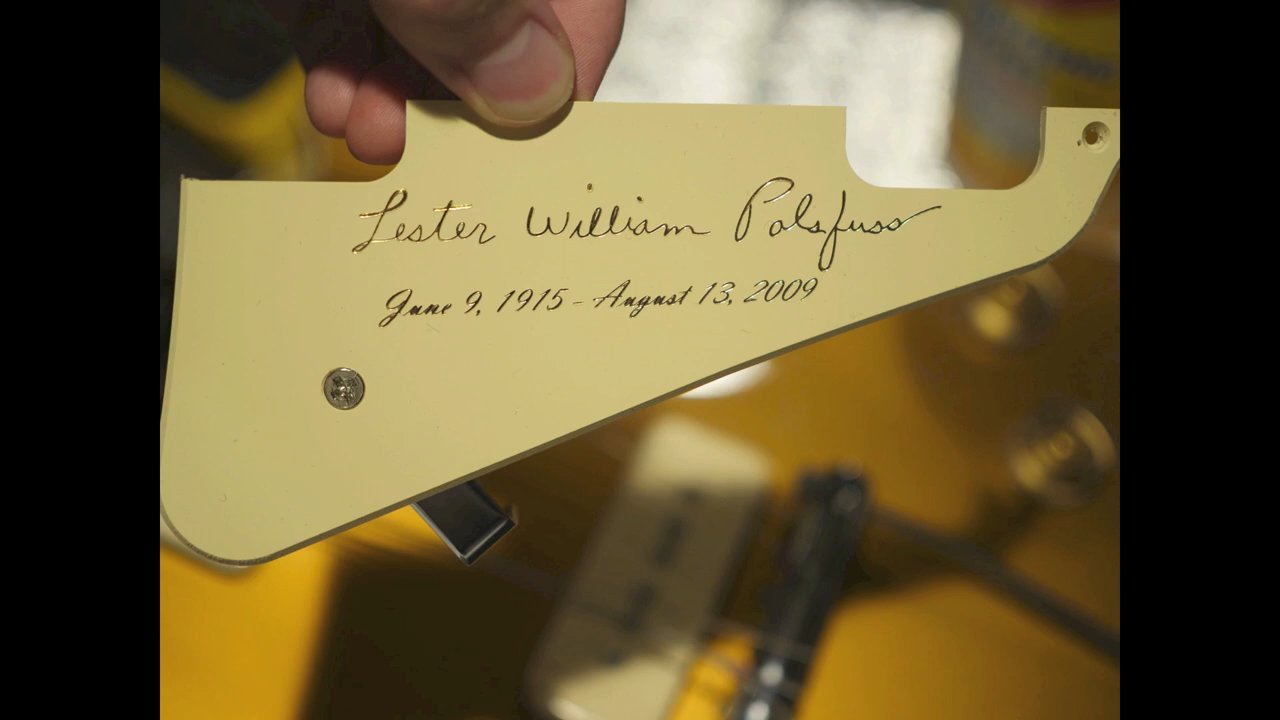 Lester William Polsfuss
June 9, 1915 - August 13, 2009